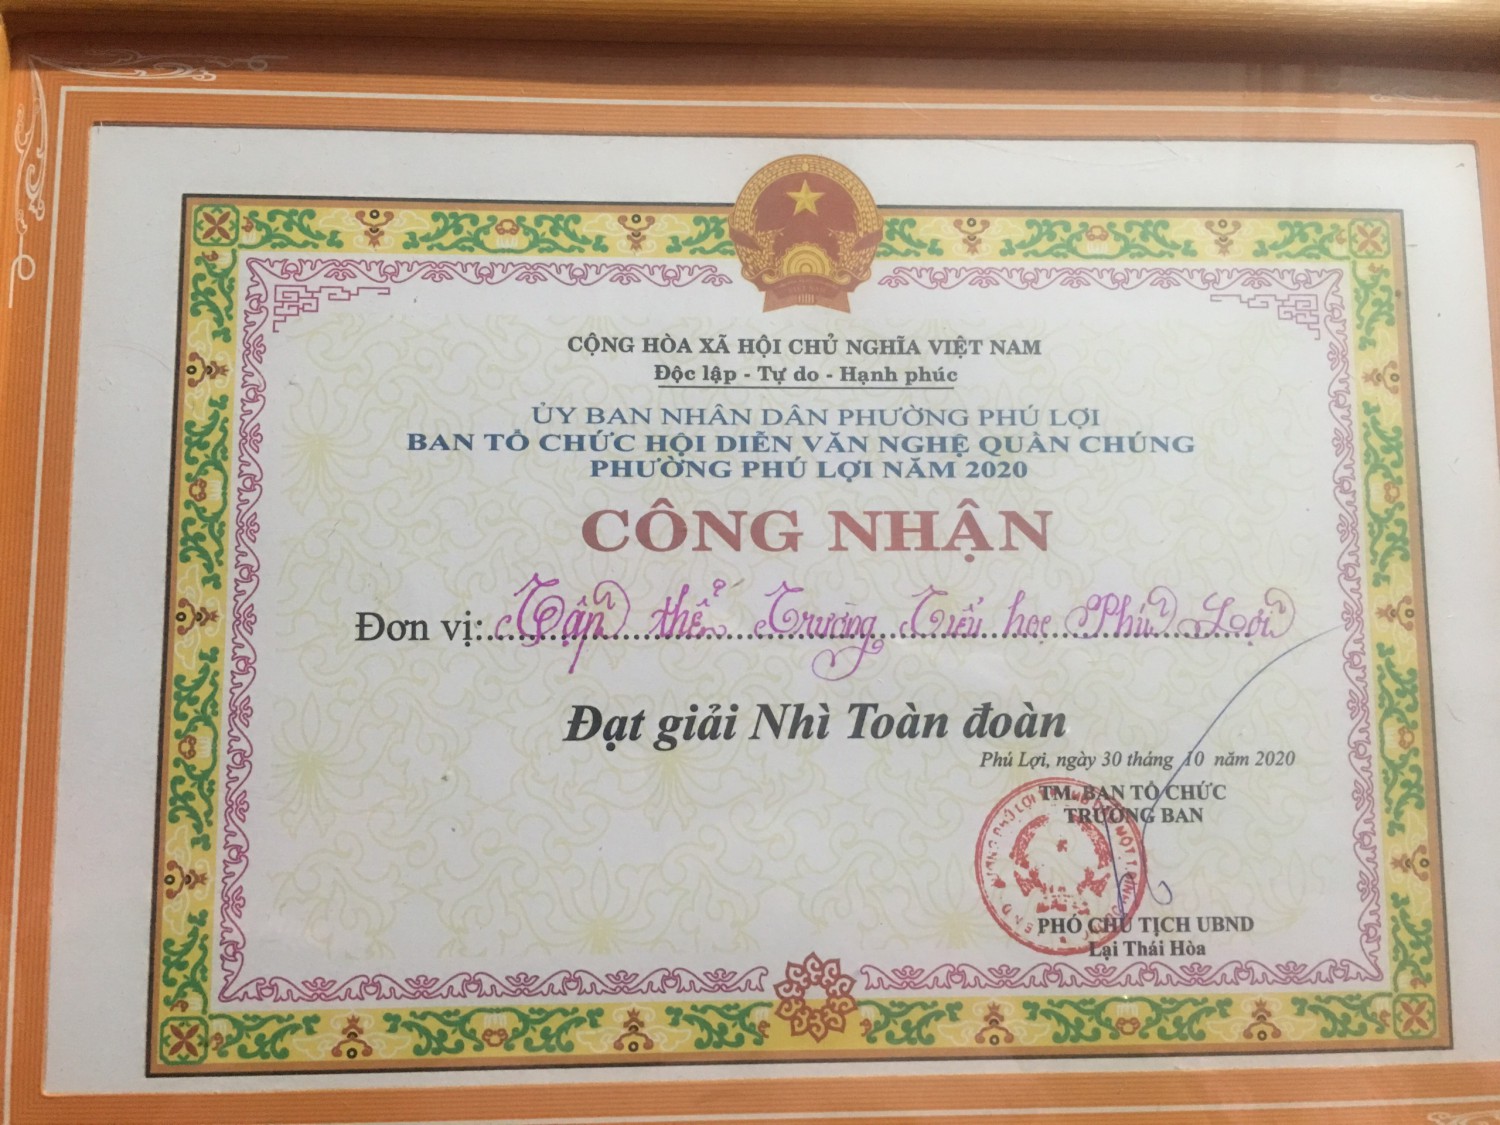 CỘNG HÒA XÃ HỘI CHỦ NGHĨA VIỆT NAM
Độc lập - Tự do - Hạnh phúc
ỦY BAN NHÂN DÂN PHƯỜNG PHÚ LỢI
BAN TỔ CHỨC HỘI DIỄN VĂN NGHỆ QUẦN CHÚNG
PHƯỜNG PHÚ LỢI NĂM 2020
CÔNG NHẬN
Đơn vị: Tập thể Trường Tiểu học Phú Lợi
Đạt giải Nhì Toàn đoàn
Phú Lợi, ngày 30 tháng 10 năm 2020
TM. BAN TỔ CHỨC
TRƯỞNG BAN
PHÓ CHỦ TỊCH UBND
Lại Thái Hòa